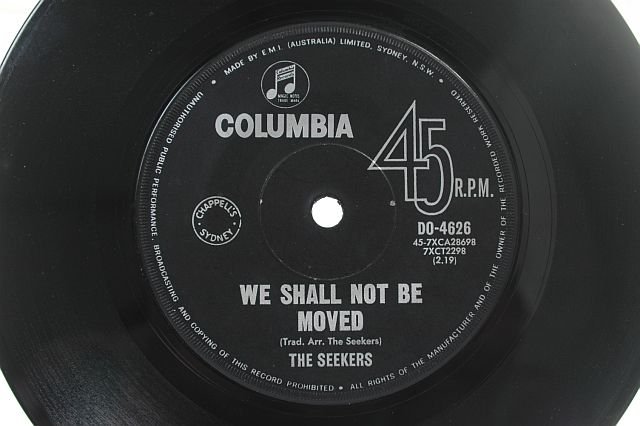 MADE BY E.M.I. (AUSTRALIA) LIMITED, SYDNEY, N.S.W.
UNAUTHORISED PUBLIC PERFORMANCE, BROADCASTING AND COPYING OF THIS RECORD PROHIBITED • ALL RIGHTS OF THE MANUFACTURER AND OF THE OWNER OF THE RECORDED WORK RESERVED
MAGIC NOTES
TRADE MARK
COLUMBIA
45
R.P.M.
CHAPPELL'S
SYDNEY
DO-4626
45-7XCA28698
7XCT2298
(2.19)
WE SHALL NOT BE
MOVED
(Trad. Arr. The Seekers)
THE SEEKERS